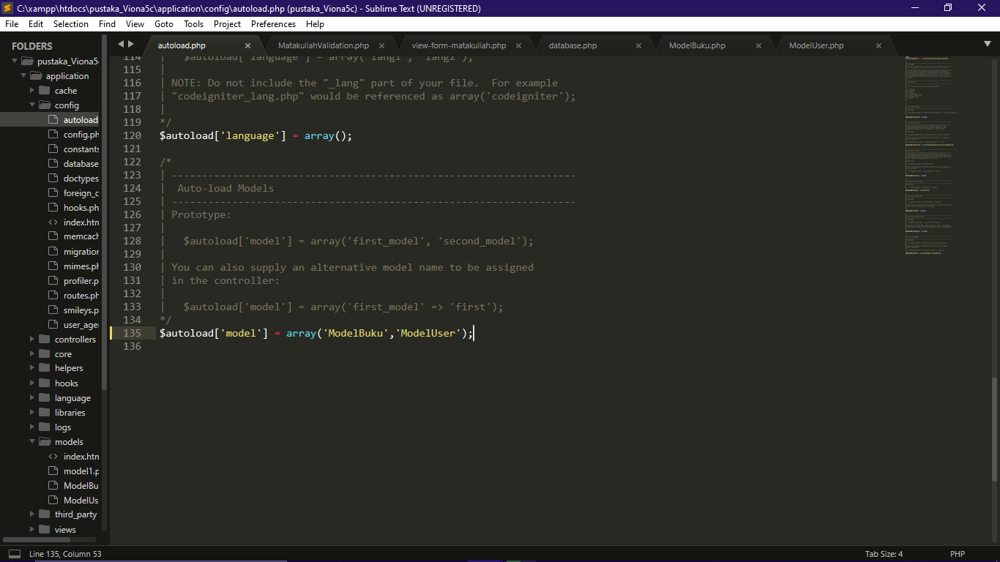 C:\xampp\htdocs\pustaka_Viona5c\application\config\autoload.php (pustaka_Viona5c) - Sublime Text (UNREGISTERED)
File Edit Selection Find View Goto Tools Project Preferences Help
FOLDERS
pustaka_Viona5c
application
cache
config
autoload.
config.ph
constants
database
doctypes
foreign_c
hooks.ph
index.htm
memcach
migration
mimes.ph
profiler.p
routes.ph
smileys.p
user_agen
controllers
core
helpers
hooks
language
libraries
logs
models
index.htm
model1.p
ModelBu
ModelUs
third_party
views
autoload.php MatakuliahValidation.php view-form-matakuliah.php database.php ModelBuku.php ModelUser.php
114 | $autoload['language'] = array('lang1', 'lang2');
115 |
116 | NOTE: Do not include the "_lang" part of your file.  For example
117 | "codeigniter_lang.php" would be referenced as array('codeigniter');
118 |
119 */
120 $autoload['language'] = array();
121
122 /*
123 | -------------------------------------------------------------------
124 |  Auto-load Models
125 | -------------------------------------------------------------------
126 | Prototype:
127 |
128 |   $autoload['model'] = array('first_model', 'second_model');
129 |
130 | You can also supply an alternative model name to be assigned
131 | in the controller:
132 |
133 |   $autoload['model'] = array('first_model' => 'first');
134 */
135 $autoload['model'] = array('ModelBuku','ModelUser');
136
Line 135, Column 53 Tab Size: 4 PHP